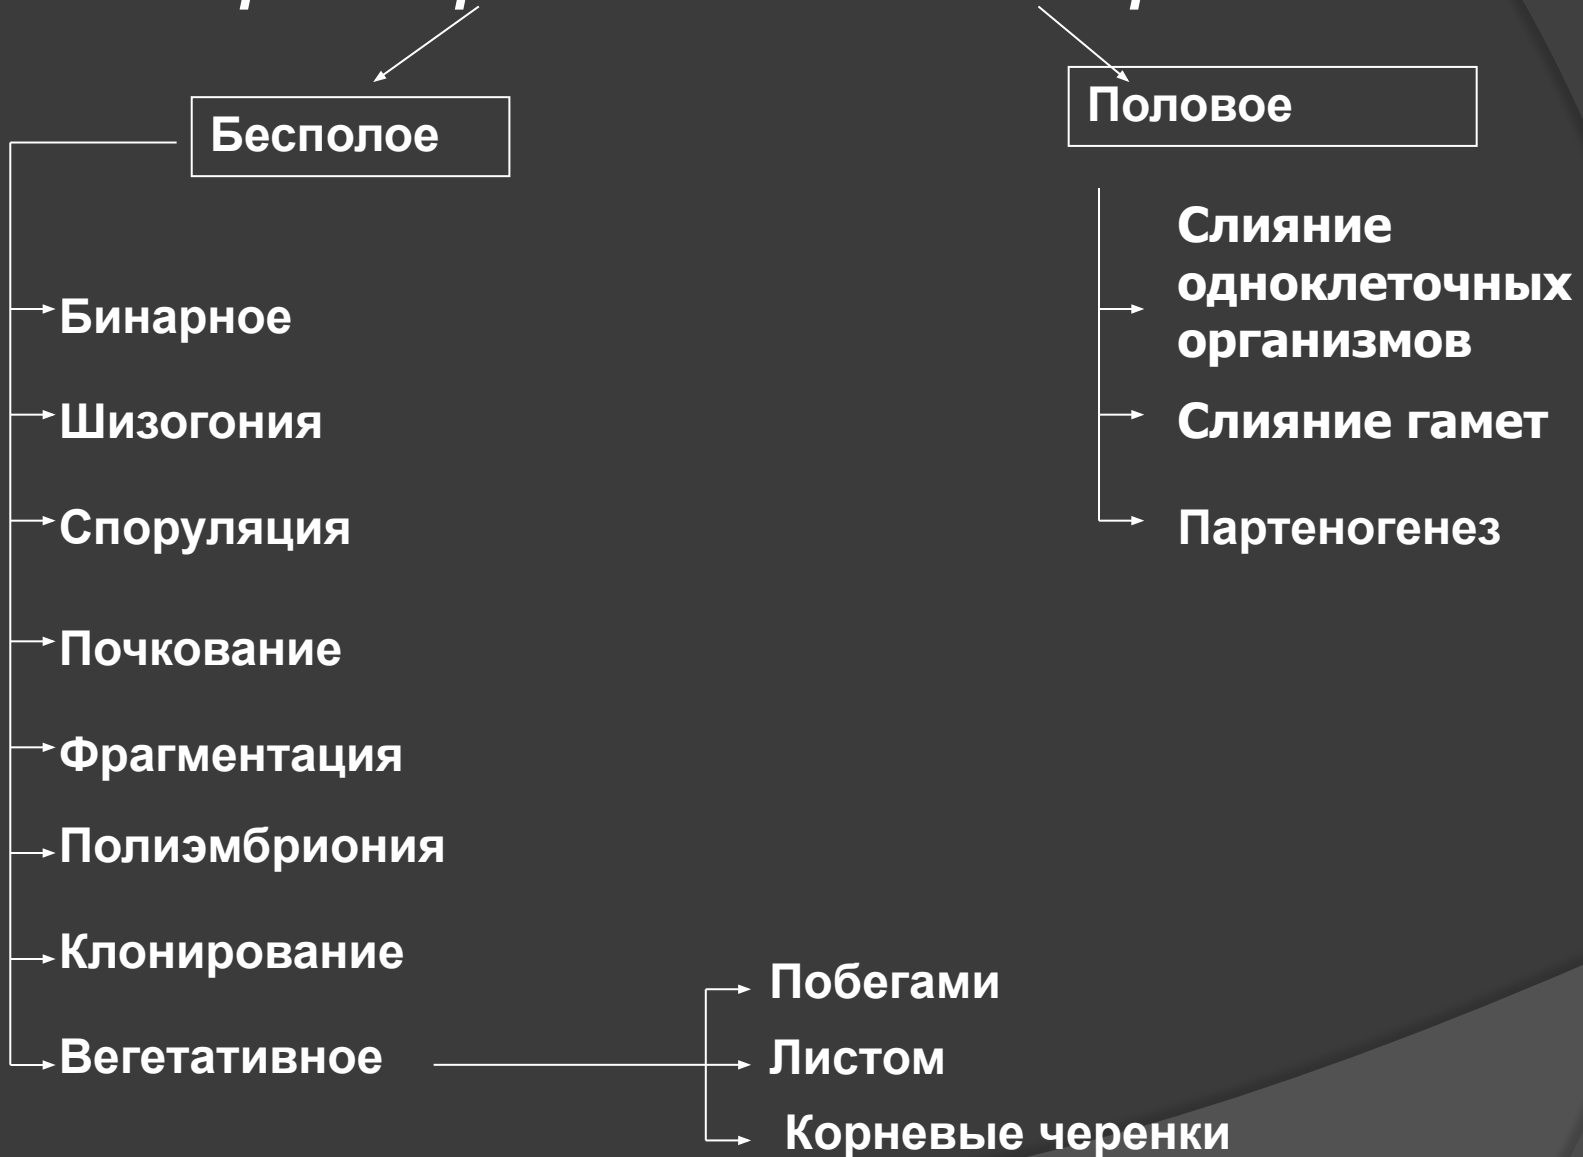 Бесполое
Половое
Бинарное
Шизогония
Споруляция
Почкование
Фрагментация
Полиэмбриония
Клонирование
Вегетативное
Побегами
Листом
Корневые черенки
Слияние
одноклеточных
организмов
Слияние гамет
Партеногенез